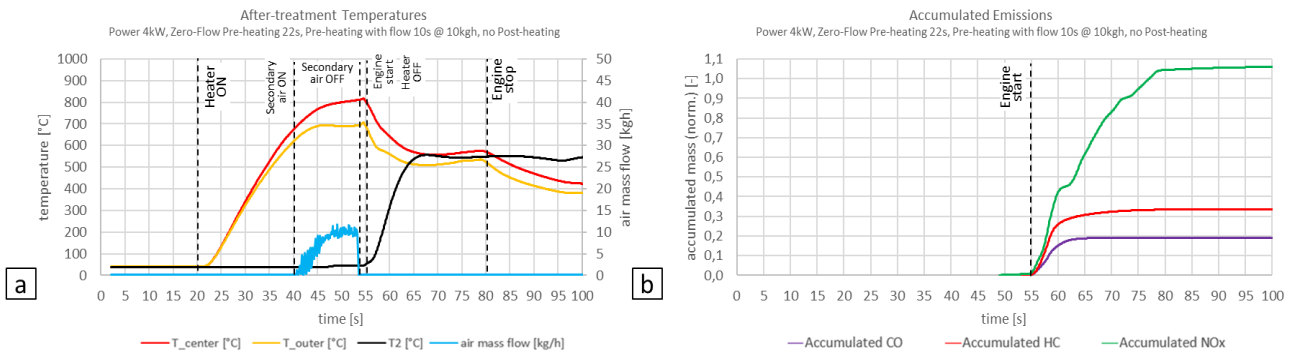 After-treatment Temperatures
Power 4kW, Zero-Flow Pre-heating 22s, Pre-heating with flow 10s @ 10kgh, no Post-heating
1000
900
800
700
600
500
400
300
200
100
0
temperature [°C]
Heater
ON
Secondary
air ON
Secondary
air OFF
Engine
start
Heater
OFF
Engine
stop
50
45
40
35
30
25
20
15
10
5
0
air mass flow [kgh]
0 5 10 15 20 25 30 35 40 45 50 55 60 65 70 75 80 85 90 95 100
time [s]
T_center [°C] T_outer [°C] T2 [°C] air mass flow [kg/h]
a
Accumulated Emissions
Power 4kW, Zero-Flow Pre-heating 22s, Pre-heating with flow 10s @ 10kgh, no Post-heating
1,1
1,0
0,9
0,8
0,7
0,6
0,5
0,4
0,3
0,2
0,1
0,0
accumulated mass (norm.) [-]
Engine
start
0 5 10 15 20 25 30 35 40 45 50 55 60 65 70 75 80 85 90 95 100
time [s]
Accumulated CO Accumulated HC Accumulated NOx
b